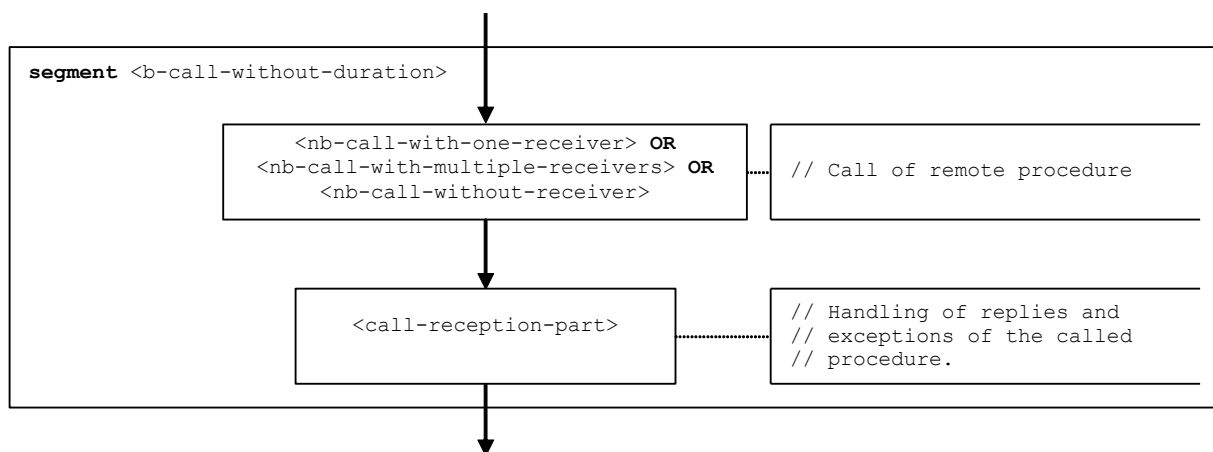 segment <b-call-without-duration>
<nb-call-with-one-receiver> OR
<nb-call-with-multiple-receivers> OR
<nb-call-without-receiver>
// Call of remote procedure
<call-reception-part>
// Handling of replies and
// exceptions of the called
// procedure.